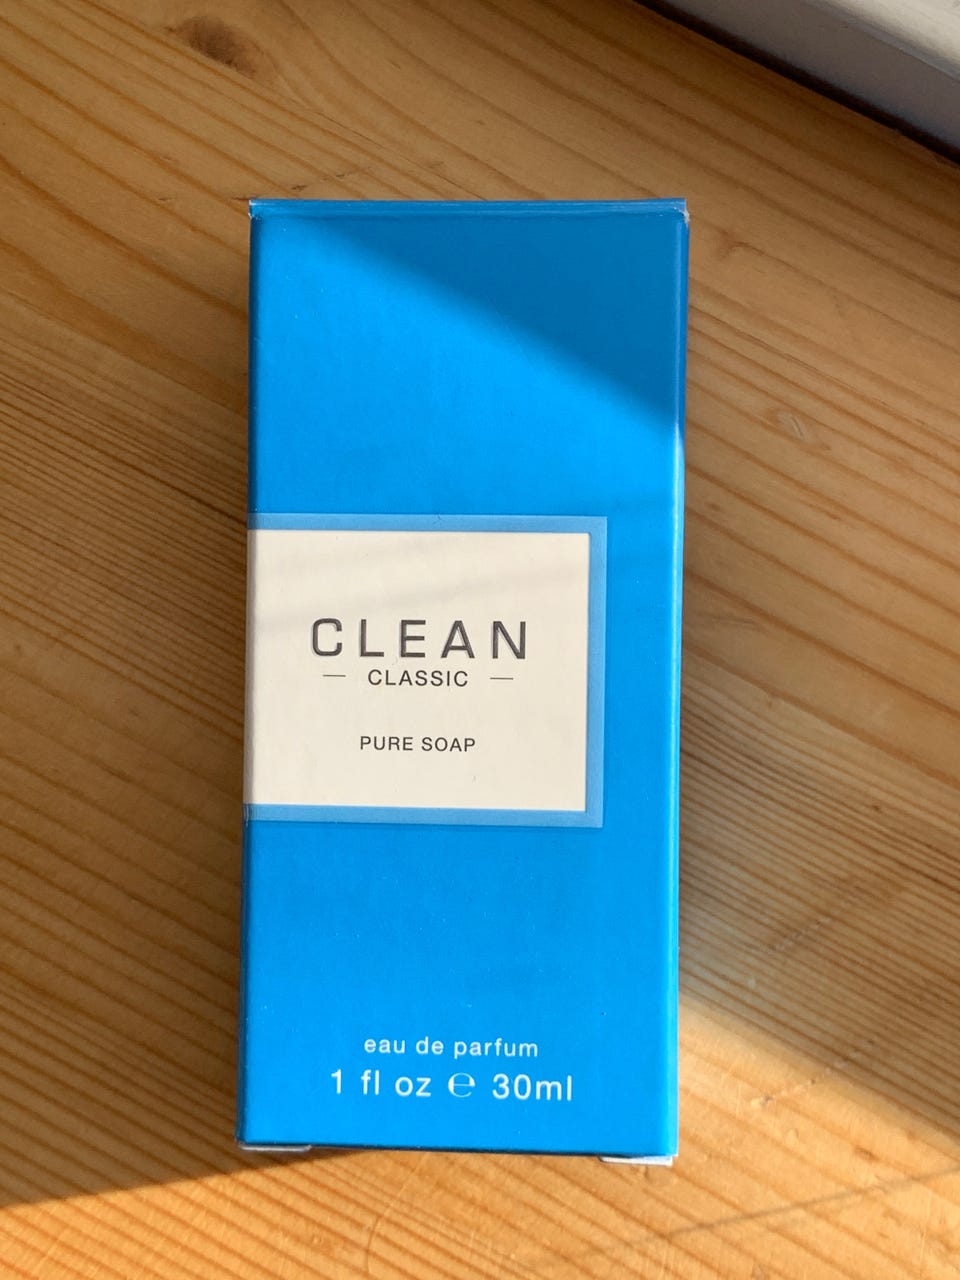 CLEAN
— CLASSIC —
PURE SOAP
eau de parfum
1 fl oz ℮ 30ml